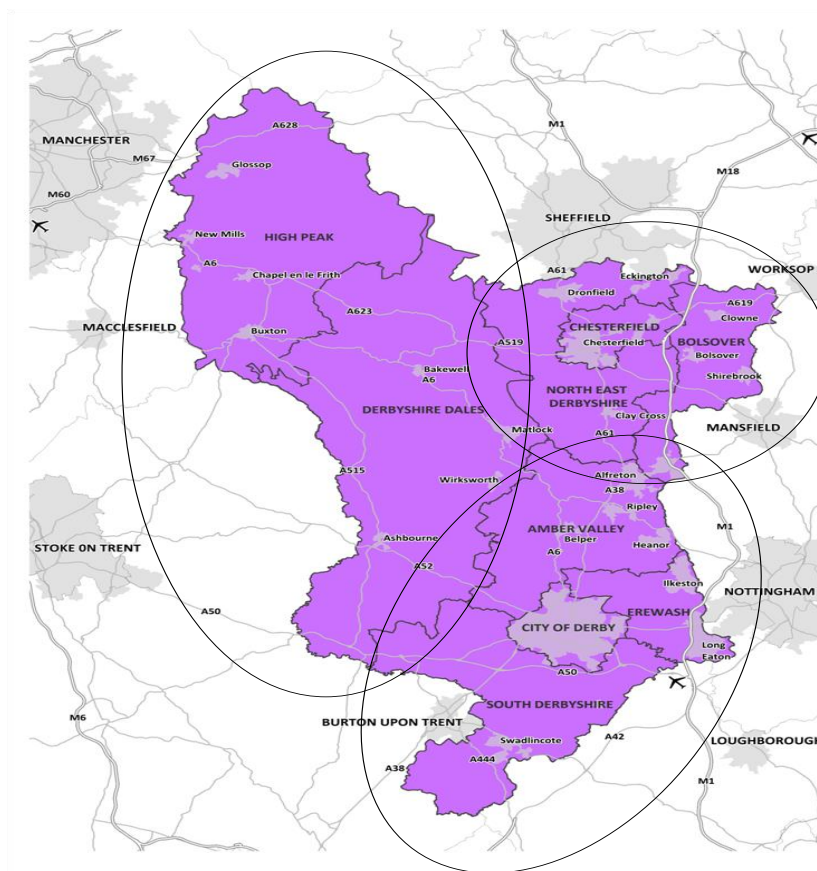 A628
M1
MANCHESTER
M67
Glossop
M60
M18
SHEFFIELD
New Mills
HIGH PEAK
A6
Chapel en le Frith
A61
Eckington
WORKSOP
Dronfield
A619
A623
Clowne
MACCLESFIELD
Buxton
CHESTERFIELD
Chesterfield
A519
BOLSOVER
Bolsover
Bakewell
A6
Shirebrook
NORTH EAST
DERBYSHIRE
DERBYSHIRE DALES
Clay Cross
MANSFIELD
Matlock
A61
A515
Wirksworth
Alfreton
A38
Ripley
M1
AMBER VALLEY
Belper
Heanor
Ashbourne
STOKE 0N TRENT
A6
A52
Ilkeston
NOTTINGHAM
A50
EREWASH
CITY OF DERBY
Long
Eaton
A50
SOUTH DERBYSHIRE
M6
BURTON UPON TRENT
A42
Swadlincote
LOUGHBOROUGH
A444
A38
M1